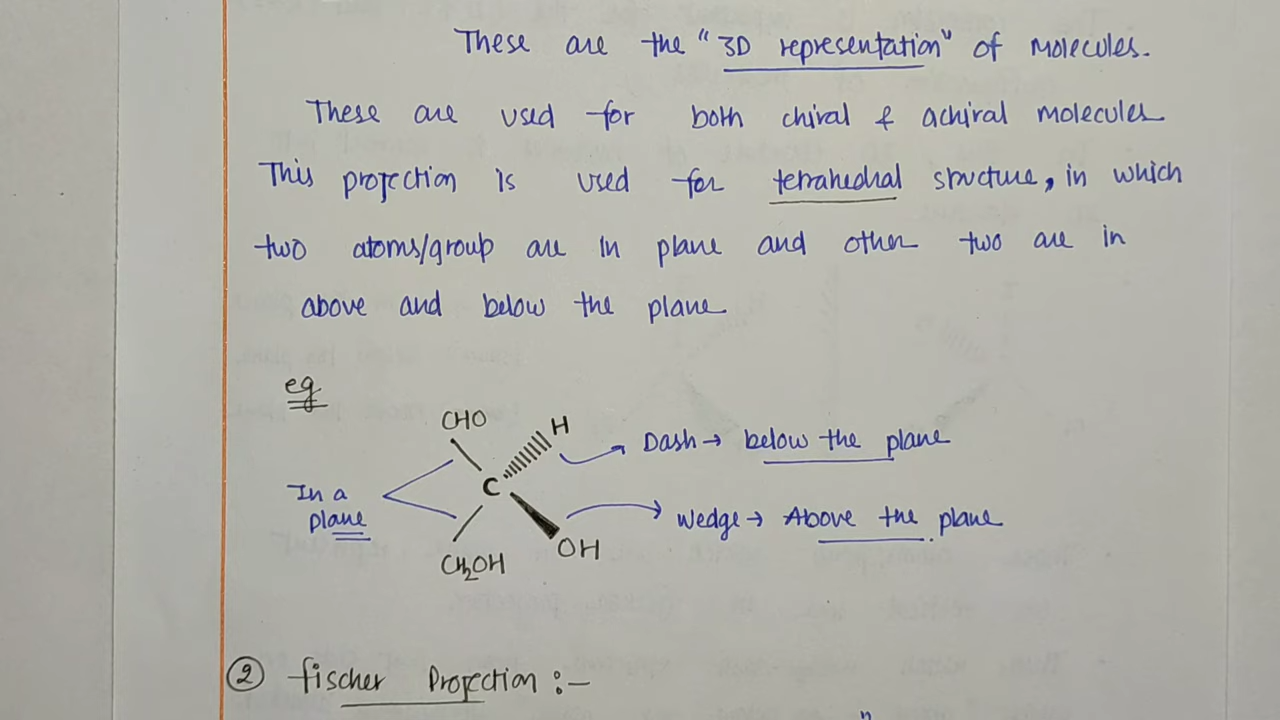 These are the "3D representation" of molecules.
These are used for both chiral & achiral molecules
This projection is used for tetrahedral structure, in which
two atoms/group are in plane and other two are in
above and below the plane
eg
CHO
H
Dash → below the plane
C
In a
plane
Wedge → Above the plane
OH
CH2OH
② fischer Projection :-